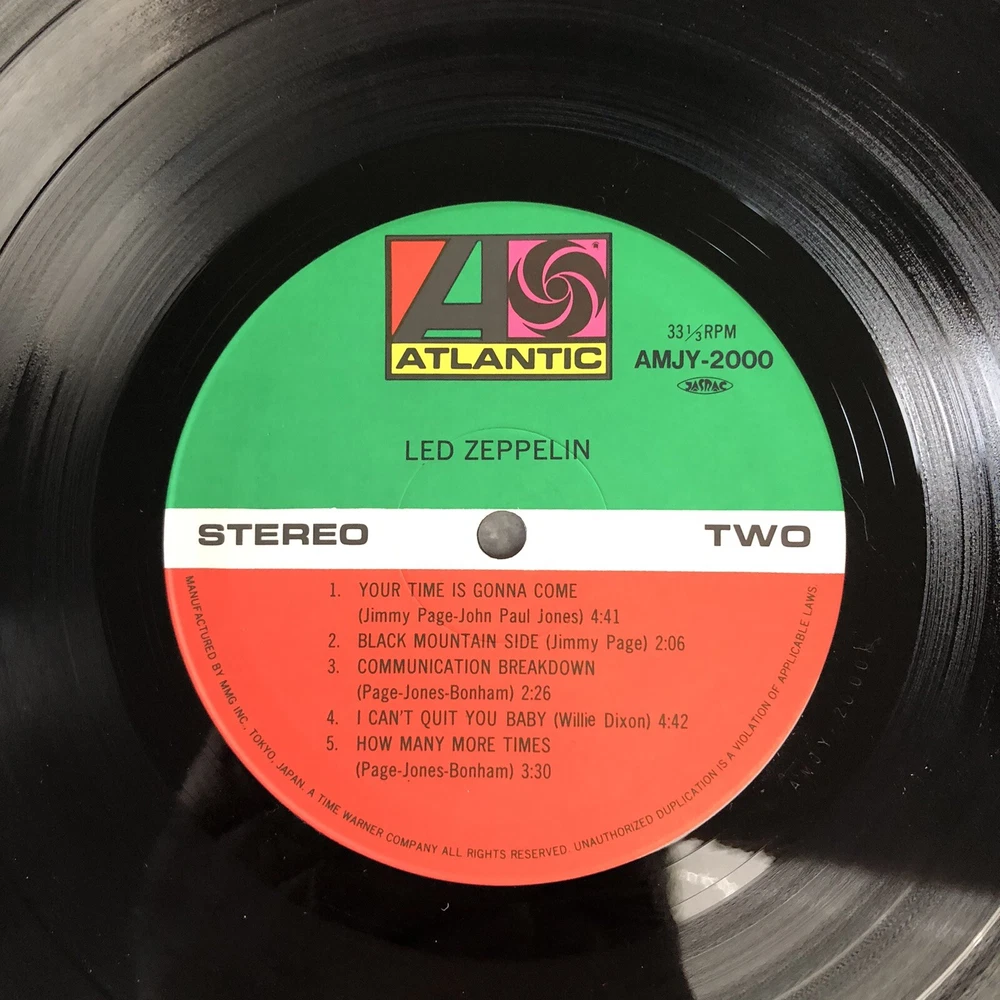 ATLANTIC
33⅓RPM
AMJY-2000
JASRAC
LED ZEPPELIN
STEREO
TWO
1. YOUR TIME IS GONNA COME
(Jimmy Page-John Paul Jones) 4:41
2. BLACK MOUNTAIN SIDE (Jimmy Page) 2:06
3. COMMUNICATION BREAKDOWN
(Page-Jones-Bonham) 2:26
4. I CAN'T QUIT YOU BABY (Willie Dixon) 4:42
5. HOW MANY MORE TIMES
(Page-Jones-Bonham) 3:30
MANUFACTURED BY MMG INC., TOKYO, JAPAN. A TIME WARNER COMPANY ALL RIGHTS RESERVED. UNAUTHORIZED DUPLICATION IS A VIOLATION OF APPLICABLE LAWS